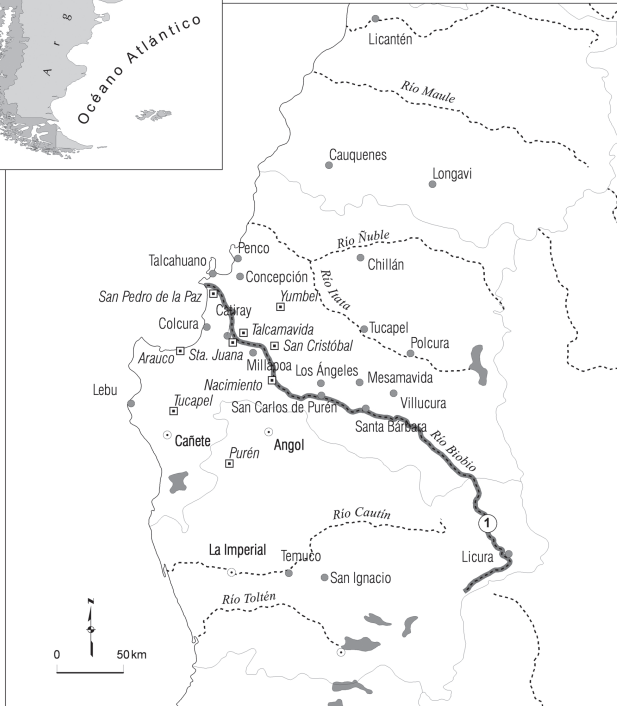 A r g
Océano Atlántico
Licantén
Río Maule
Cauquenes
Longavi
Río Ñuble
Penco
Talcahuano
Chillán
Concepción
Río Itata
San Pedro de la Paz
Yumbel
Catiray
Colcura
Talcamavida
Tucapel
Polcura
Sta. Juana
San Cristóbal
Arauco
Millapoa
Los Ángeles
Mesamavida
Nacimiento
Lebu
Villucura
Tucapel
San Carlos de Purén
Santa Bárbara
Cañete
Angol
Río Biobio
Purén
Río Cautín
1
La Imperial
Temuco
Licura
San Ignacio
Río Toltén
N
0 50 km